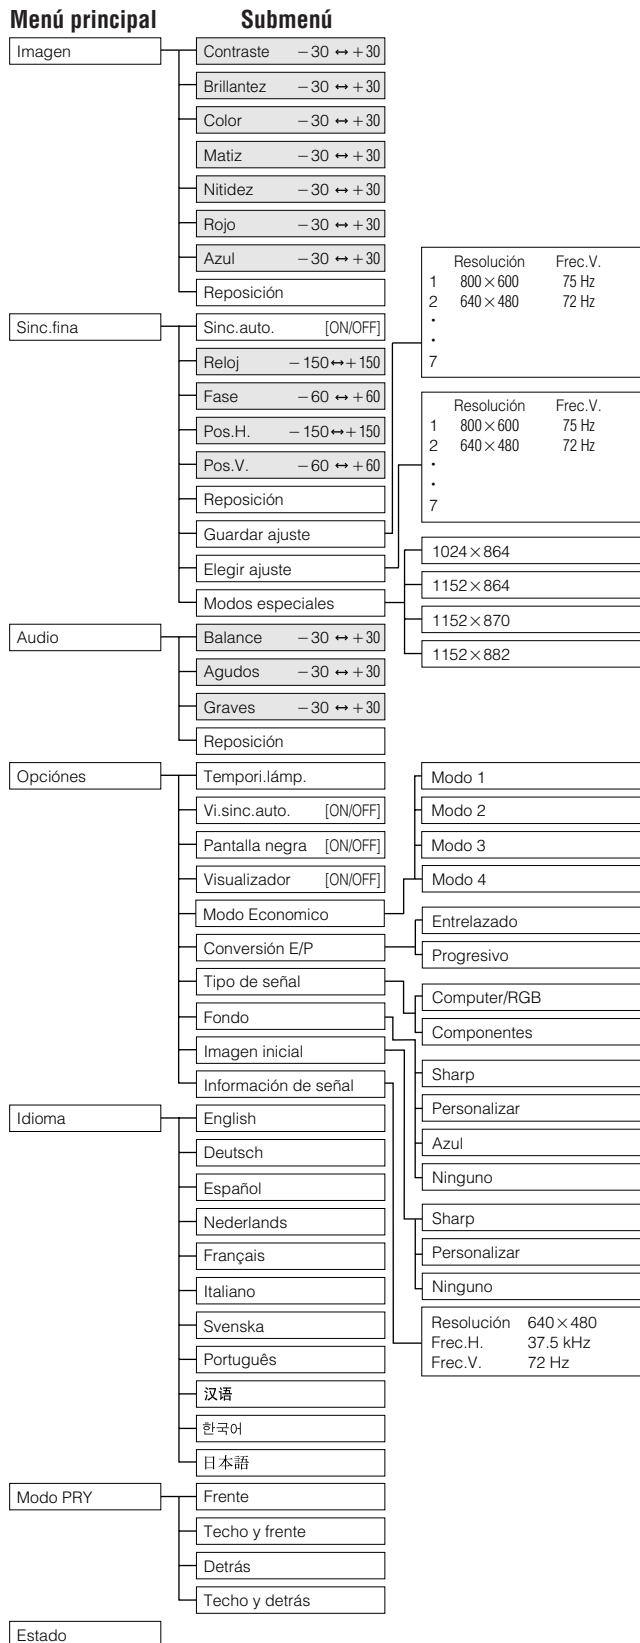 Menú principal
Submenú
Imagen
Contraste −30 ↔ +30
Brillantez −30 ↔ +30
Color −30 ↔ +30
Matiz −30 ↔ +30
Nitidez −30 ↔ +30
Rojo −30 ↔ +30
Azul −30 ↔ +30
Reposición
Sinc.fina
Sinc.auto. [ON/OFF]
Reloj −150↔+150
Fase −60 ↔ +60
Pos.H. −150↔+150
Pos.V. −60 ↔ +60
Reposición
Guardar ajuste
Elegir ajuste
Modos especiales
Resolución Frec.V.
1 800×600 75 Hz
2 640×480 72 Hz
•
•
7
Resolución Frec.V.
1 800×600 75 Hz
2 640×480 72 Hz
•
•
7
1024×864
1152×864
1152×870
1152×882
Audio
Balance −30 ↔ +30
Agudos −30 ↔ +30
Graves −30 ↔ +30
Reposición
Opciónes
Tempori.lámp.
Vi.sinc.auto. [ON/OFF]
Pantalla negra [ON/OFF]
Visualizador [ON/OFF]
Modo Economico
Conversión E/P
Tipo de señal
Fondo
Imagen inicial
Información de señal
Modo 1
Modo 2
Modo 3
Modo 4
Entrelazado
Progresivo
Computer/RGB
Componentes
Sharp
Personalizar
Azul
Ninguno
Sharp
Personalizar
Ninguno
Resolución 640×480
Frec.H. 37.5 kHz
Frec.V. 72 Hz
Idioma
English
Deutsch
Español
Nederlands
Français
Italiano
Svenska
Português
汉语
한국어
日本語
Modo PRY
Frente
Techo y frente
Detrás
Techo y detrás
Estado